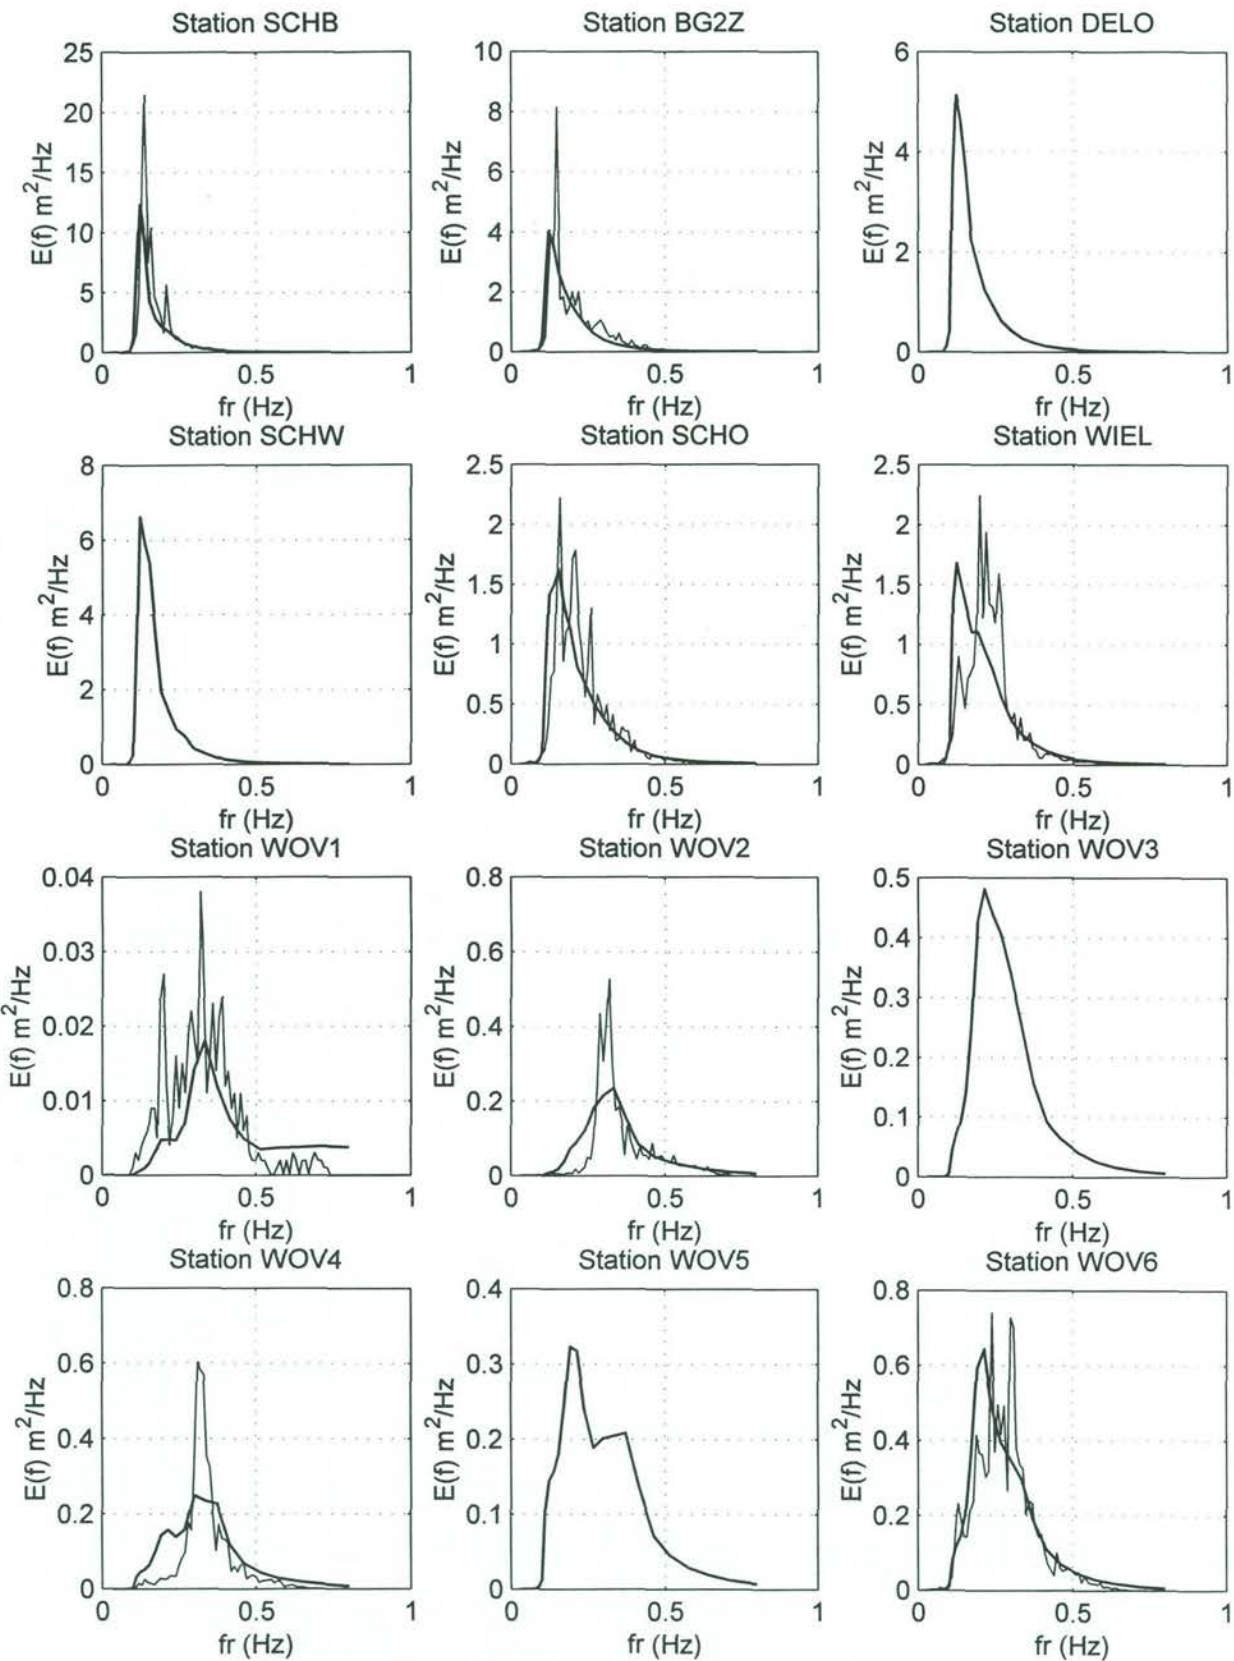 Station SCHB
25
20
15
10
5
0
0 0.5 1
E(f) m²/Hz
fr (Hz)
Station BG2Z
10
8
6
4
2
0
0 0.5 1
E(f) m²/Hz
fr (Hz)
Station DELO
6
4
2
0
0 0.5 1
E(f) m²/Hz
fr (Hz)
Station SCHW
8
6
4
2
0
0 0.5 1
E(f) m²/Hz
fr (Hz)
Station SCHO
2.5
2
1.5
1
0.5
0
0 0.5 1
E(f) m²/Hz
fr (Hz)
Station WIEL
2.5
2
1.5
1
0.5
0
0 0.5 1
E(f) m²/Hz
fr (Hz)
Station WOV1
0.04
0.03
0.02
0.01
0
0 0.5 1
E(f) m²/Hz
fr (Hz)
Station WOV2
0.8
0.6
0.4
0.2
0
0 0.5 1
E(f) m²/Hz
fr (Hz)
Station WOV3
0.5
0.4
0.3
0.2
0.1
0
0 0.5 1
E(f) m²/Hz
fr (Hz)
Station WOV4
0.8
0.6
0.4
0.2
0
0 0.5 1
E(f) m²/Hz
fr (Hz)
Station WOV5
0.4
0.3
0.2
0.1
0
0 0.5 1
E(f) m²/Hz
fr (Hz)
Station WOV6
0.8
0.6
0.4
0.2
0
0 0.5 1
E(f) m²/Hz
fr (Hz)